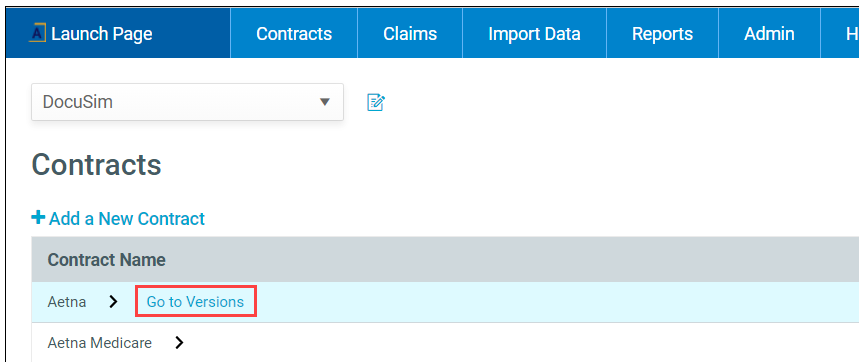 A Launch Page Contracts Claims Import Data Reports Admin H
DocuSim
Contracts
+ Add a New Contract
Contract Name
Aetna Go to Versions
Aetna Medicare